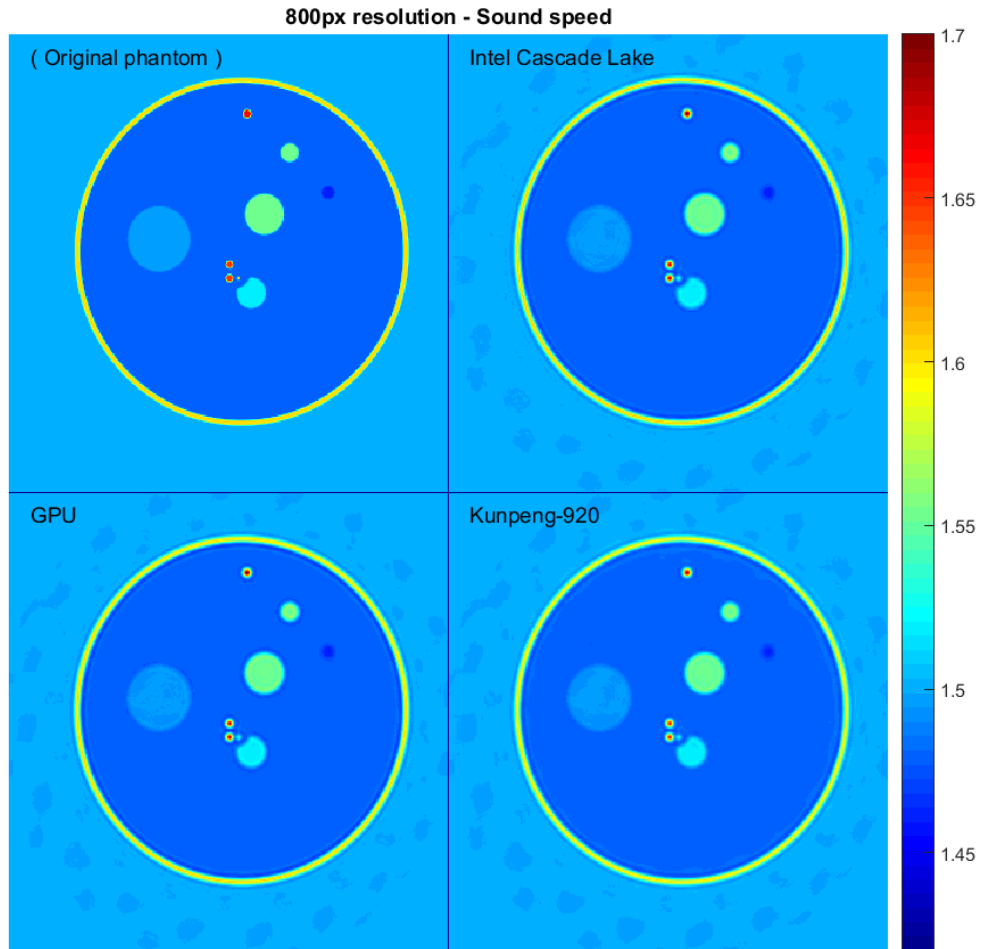 800px resolution - Sound speed
( Original phantom )
Intel Cascade Lake
GPU
Kunpeng-920
1.7
1.65
1.6
1.55
1.5
1.45